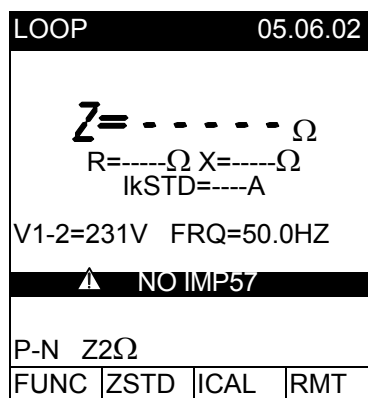 LOOP 05.06.02
Z=----- Ω
R=-----Ω X=-----Ω
IkSTD=----A
V1-2=231V FRQ=50.0HZ
⚠ NO IMP57
P-N Z2Ω
FUNC ZSTD ICAL RMT